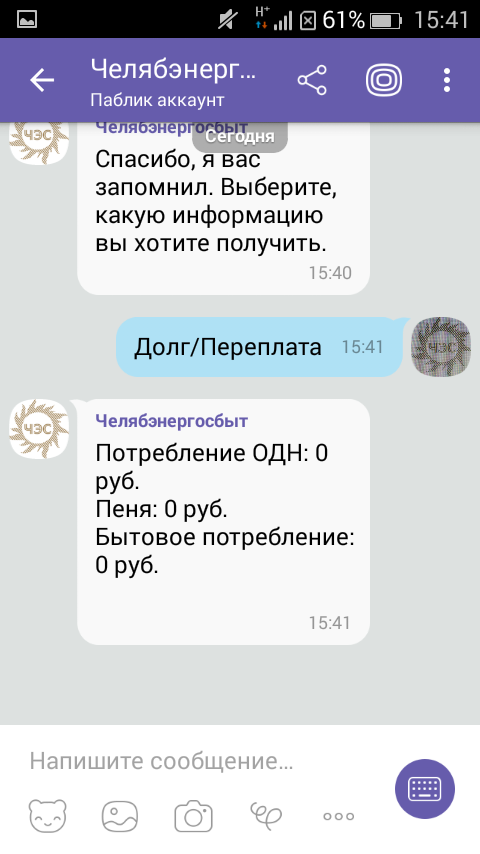 H+ 61% 15:41
Челябэнерг...
Паблик аккаунт
Челябэнергосбыт
Сегодня
ЧЭС
Спасибо, я вас
запомнил. Выберите,
какую информацию
вы хотите получить.
15:40
Долг/Переплата 15:41
ЧЭС
ЧЭС
Челябэнергосбыт
Потребление ОДН: 0
руб.
Пеня: 0 руб.
Бытовое потребление:
0 руб.
15:41
Напишите сообщение...